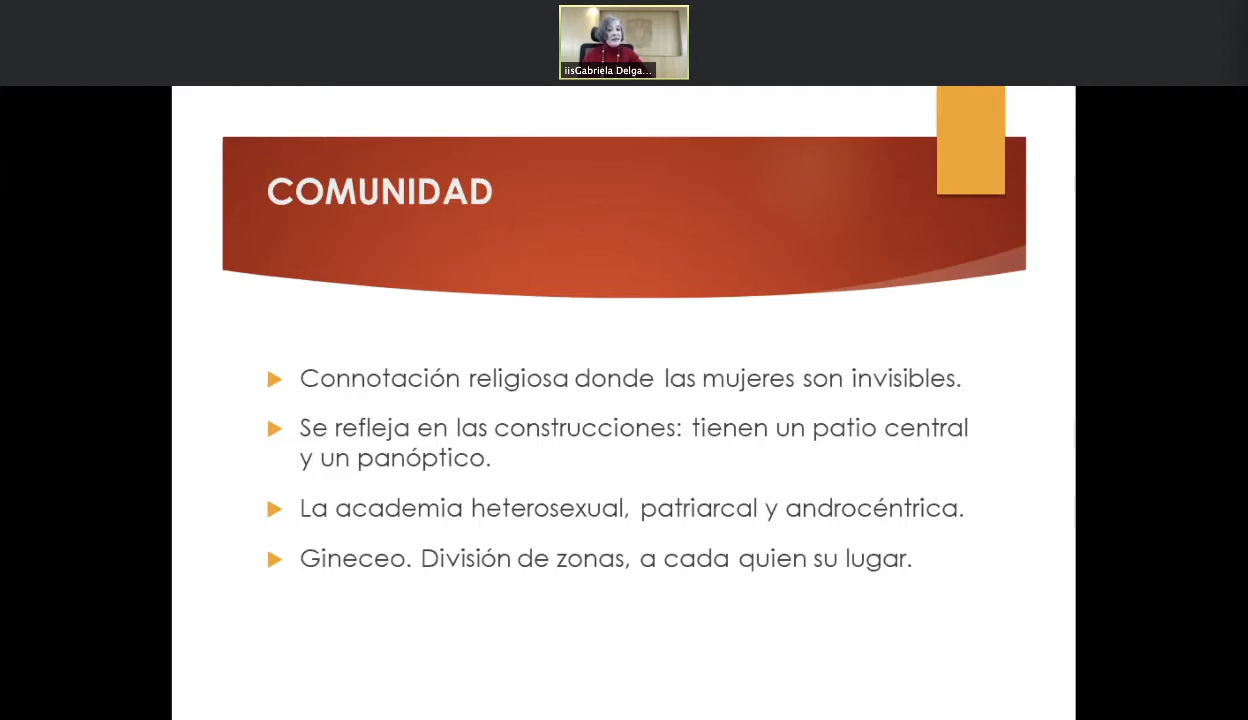 iisGabriela Delga...
COMUNIDAD
Connotación religiosa donde las mujeres son invisibles.
Se refleja en las construcciones: tienen un patio central
y un panóptico.
La academia heterosexual, patriarcal y androcéntrica.
Gineceo. División de zonas, a cada quien su lugar.